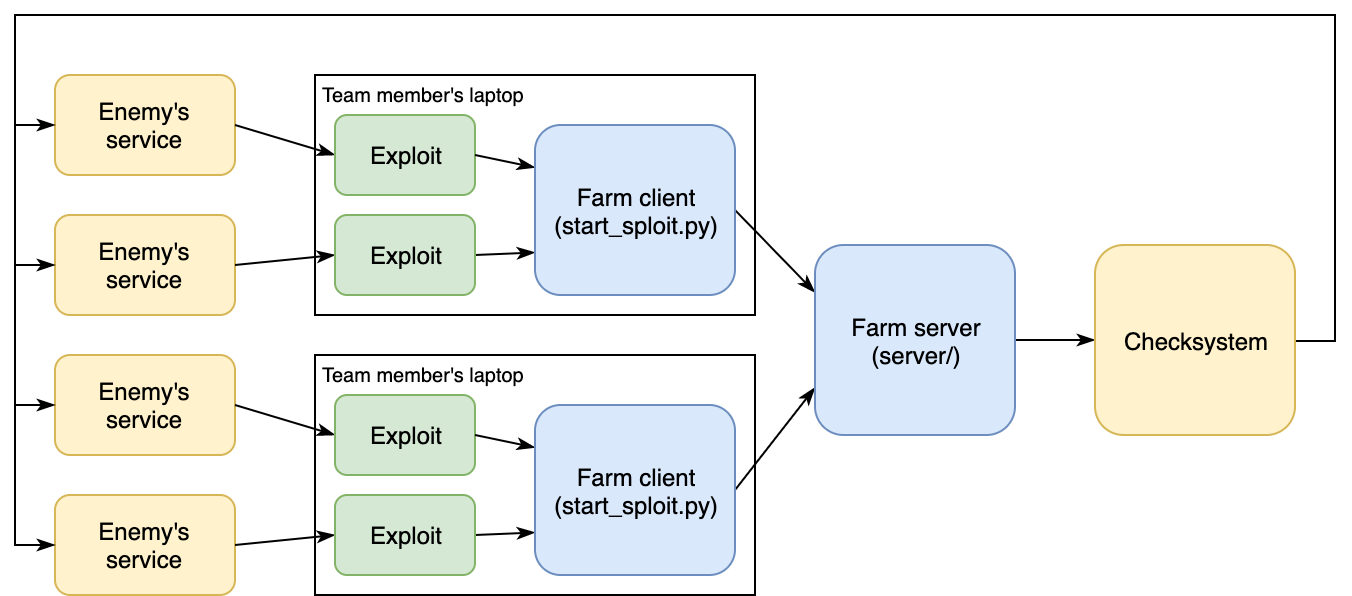 Enemy's
service
Team member's laptop
Exploit
Farm client
(start_sploit.py)
Enemy's
service
Exploit
Enemy's
service
Team member's laptop
Exploit
Farm client
(start_sploit.py)
Enemy's
service
Exploit
Farm server
(server/)
Checksystem